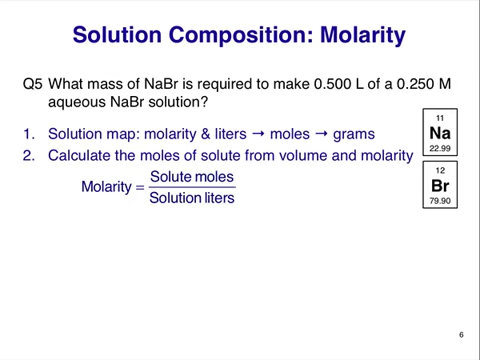 Solution Composition: Molarity
Q5 What mass of NaBr is required to make 0.500 L of a 0.250 M
aqueous NaBr solution?
1. Solution map: molarity & liters → moles → grams
2. Calculate the moles of solute from volume and molarity
Molarity = Solute moles
Solution liters
11
Na
22.99
12
Br
79.90
6